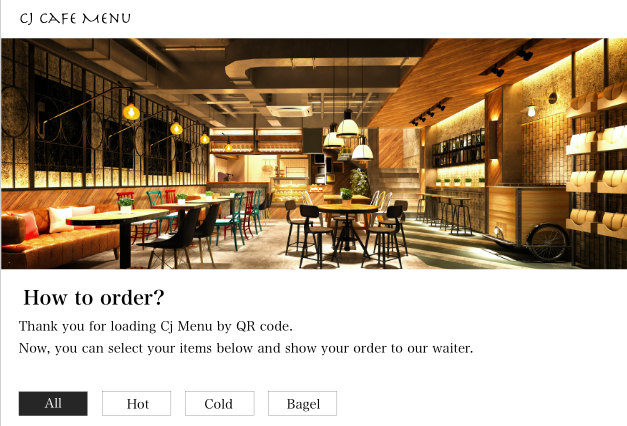 CJ CAFE MENU
How to order?
Thank you for loading Cj Menu by QR code.
Now, you can select your items below and show your order to our waiter.
All
Hot
Cold
Bagel